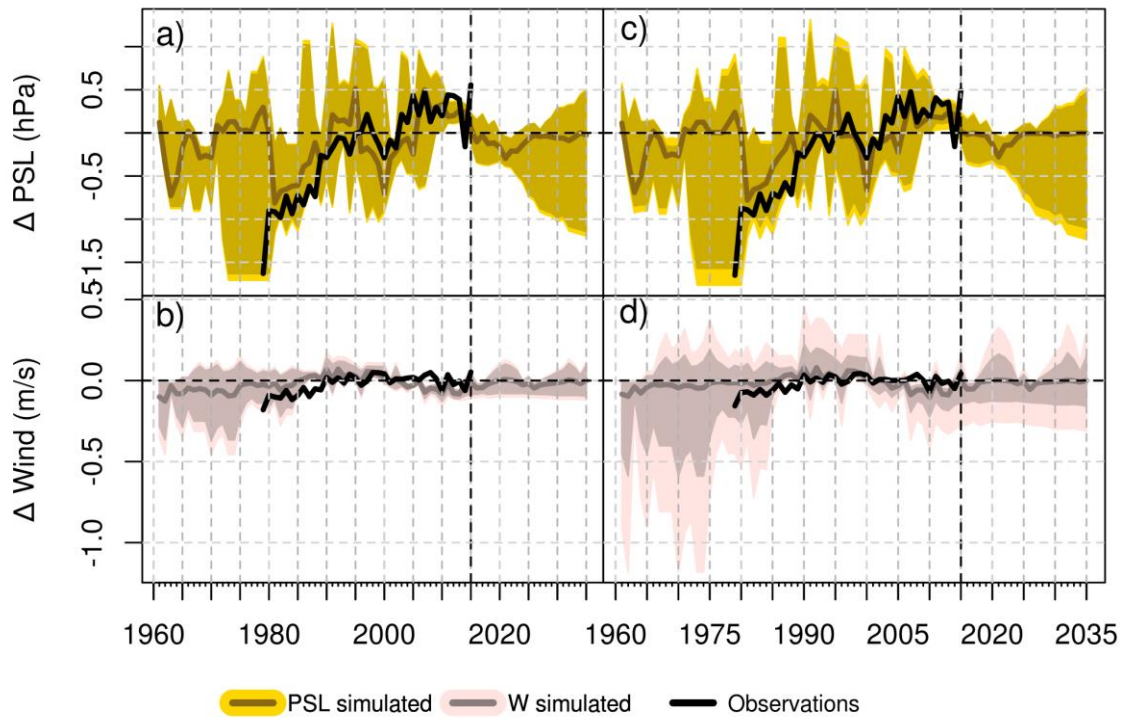 a)
c)
Δ PSL (hPa)
0.5
-0.5
-1.5
b)
d)
Δ Wind (m/s)
0.5
0.0
-0.5
-1.0
1960 1980 2000 2020 1960 1975 1990 2005 2020 2035
PSL simulated W simulated Observations